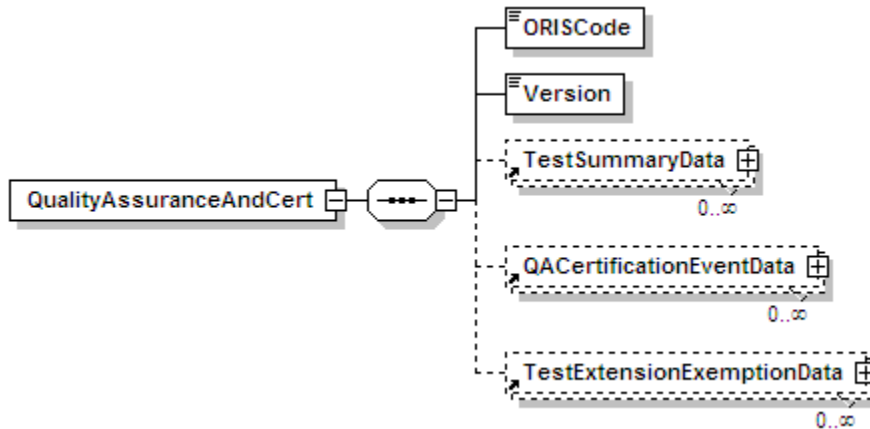 ORISCode
Version
TestSummaryData
0..∞
QualityAssuranceAndCert
QACertificationEventData
0..∞
TestExtensionExemptionData
0..∞